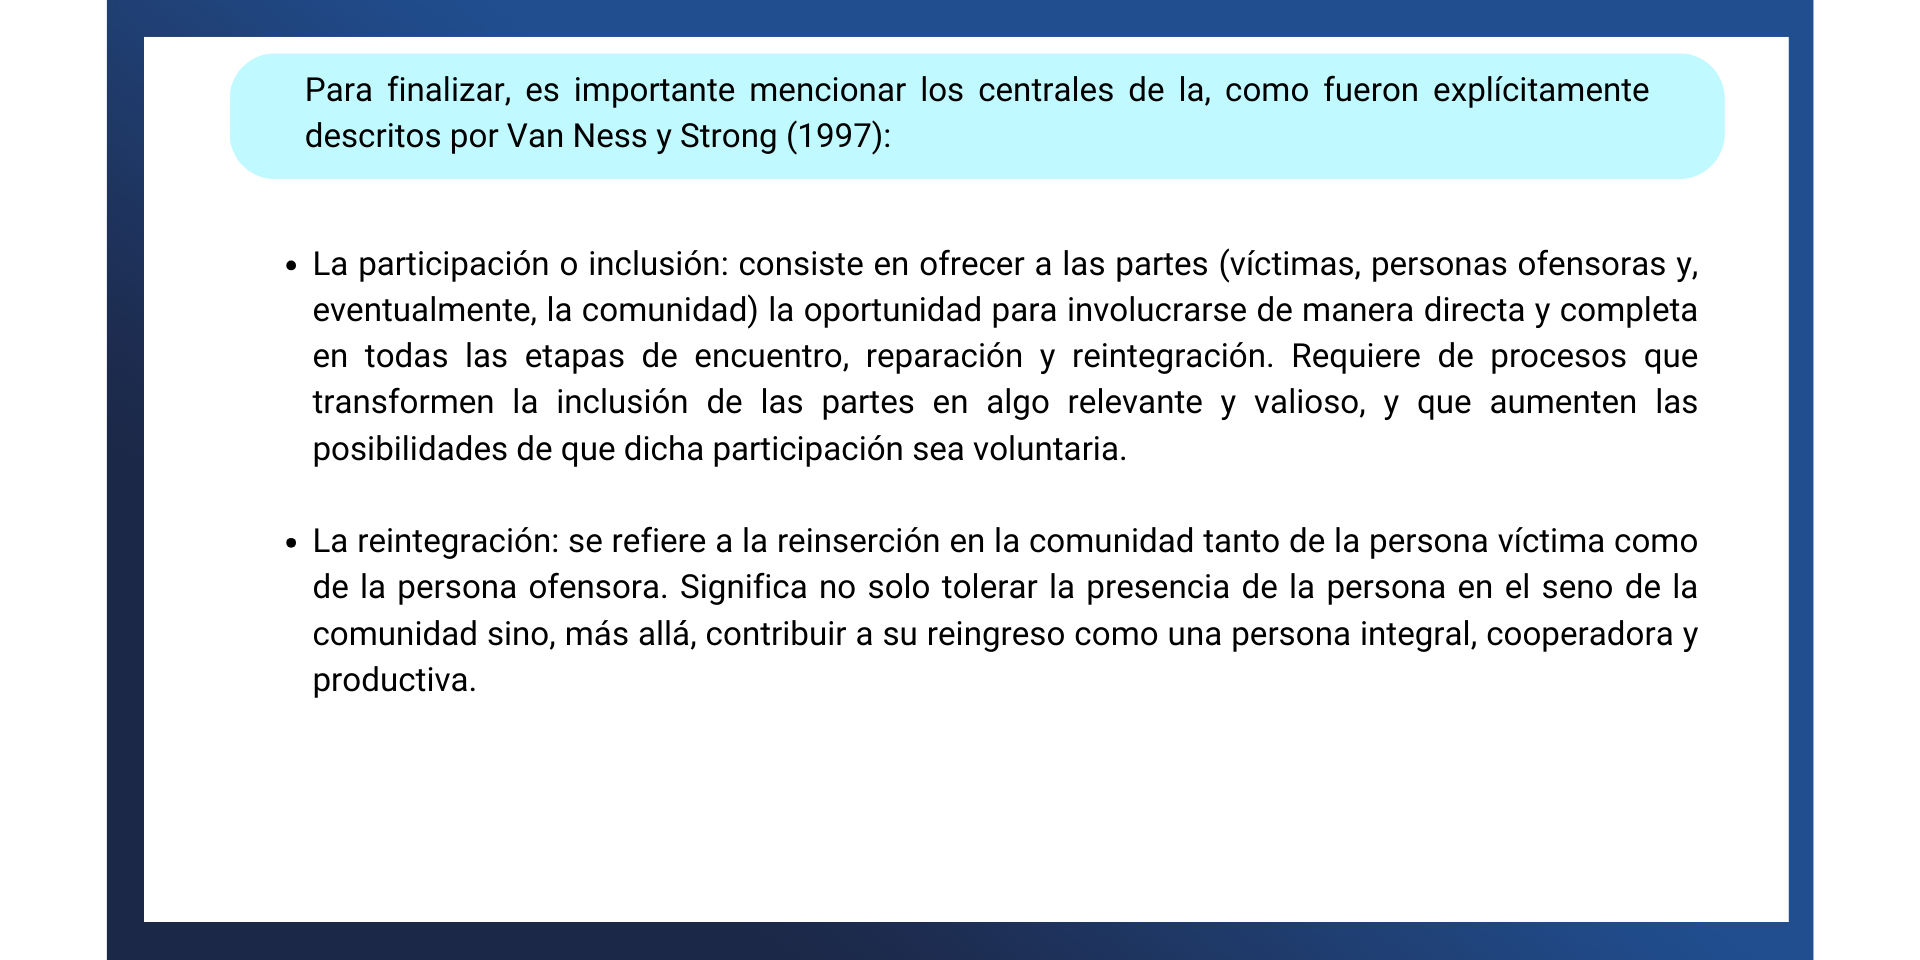 Para finalizar, es importante mencionar los centrales de la, como fueron explícitamente
descritos por Van Ness y Strong (1997):
• La participación o inclusión: consiste en ofrecer a las partes (víctimas, personas ofensoras y,
eventualmente, la comunidad) la oportunidad para involucrarse de manera directa y completa
en todas las etapas de encuentro, reparación y reintegración. Requiere de procesos que
transformen la inclusión de las partes en algo relevante y valioso, y que aumenten las
posibilidades de que dicha participación sea voluntaria.
• La reintegración: se refiere a la reinserción en la comunidad tanto de la persona víctima como
de la persona ofensora. Significa no solo tolerar la presencia de la persona en el seno de la
comunidad sino, más allá, contribuir a su reingreso como una persona integral, cooperadora y
productiva.